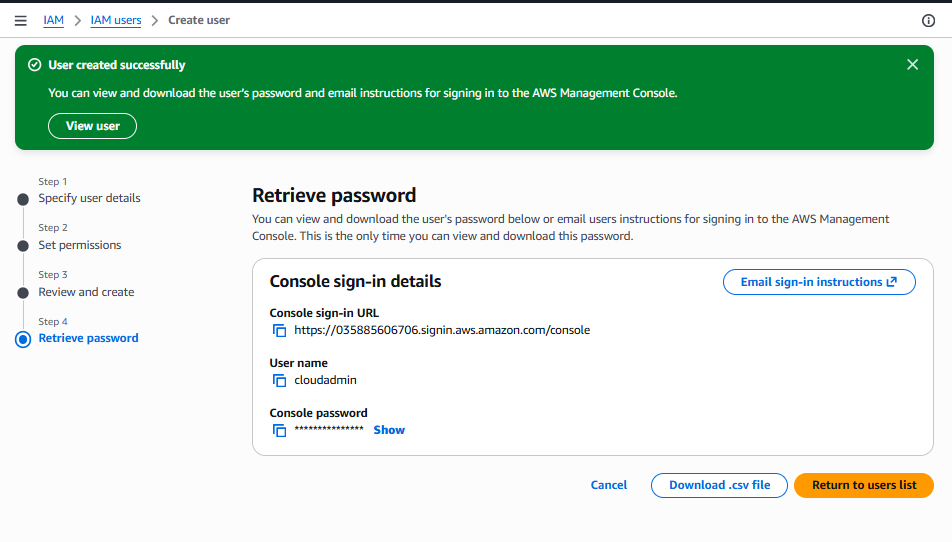 IAM > IAM users > Create user
User created successfully
You can view and download the user's password and email instructions for signing in to the AWS Management Console.
View user
Step 1
Specify user details
Step 2
Set permissions
Step 3
Review and create
Step 4
Retrieve password
Retrieve password
You can view and download the user's password below or email users instructions for signing in to the AWS Management
Console. This is the only time you can view and download this password.
Console sign-in details
Email sign-in instructions
Console sign-in URL
https://035885606706.signin.aws.amazon.com/console
User name
cloudadmin
Console password
*************** Show
Cancel
Download .csv file
Return to users list